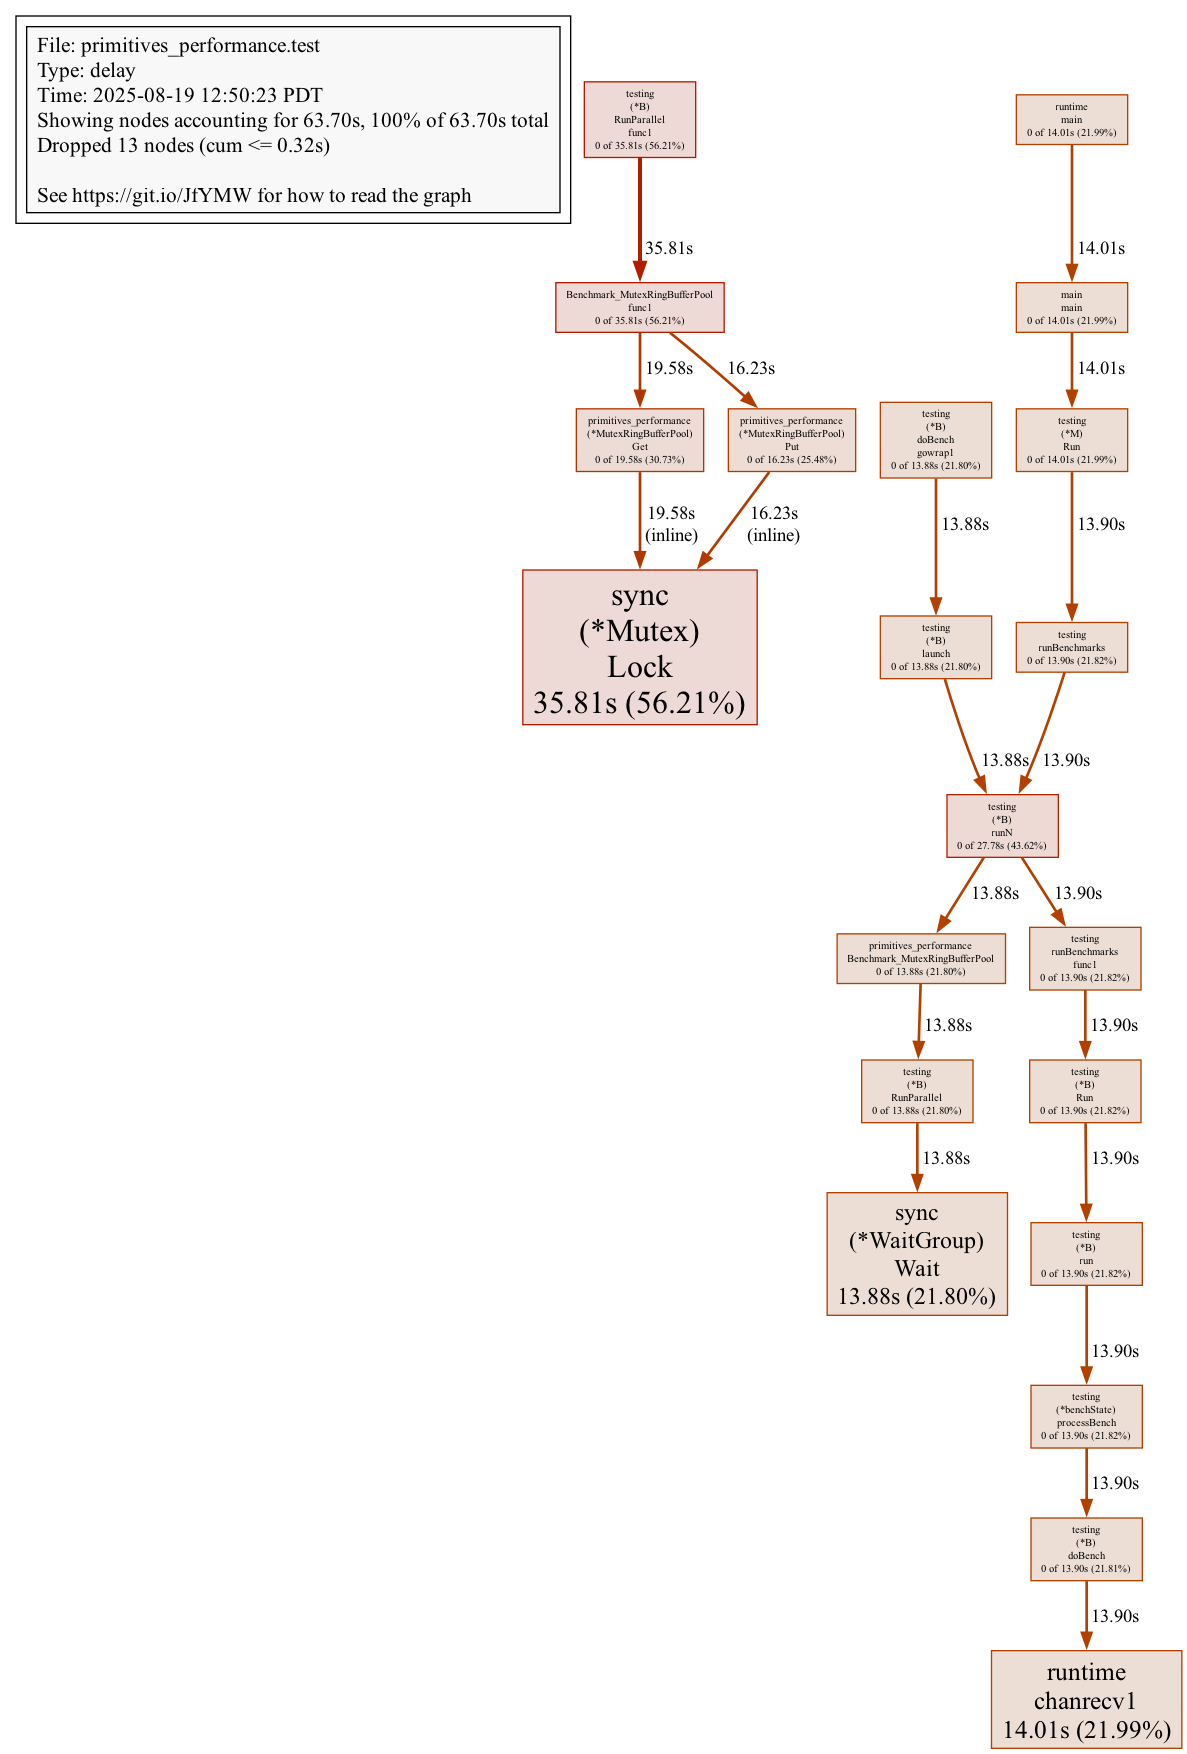 File: primitives_performance.test
Type: delay
Time: 2025-08-19 12:50:23 PDT
Showing nodes accounting for 63.70s, 100% of 63.70s total
Dropped 13 nodes (cum <= 0.32s)
See https://git.io/JfYMW for how to read the graph
testing
(*B)
RunParallel
func1
0 of 35.81s (56.21%)
runtime
main
0 of 14.01s (21.99%)
35.81s
14.01s
Benchmark_MutexRingBufferPool
func1
0 of 35.81s (56.21%)
main
main
0 of 14.01s (21.99%)
19.58s
16.23s
14.01s
primitives_performance
(*MutexRingBufferPool)
Get
0 of 19.58s (30.73%)
primitives_performance
(*MutexRingBufferPool)
Put
0 of 16.23s (25.48%)
testing
(*B)
doBench
gowrap1
0 of 13.88s (21.80%)
testing
(*M)
Run
0 of 14.01s (21.99%)
19.58s
(inline)
16.23s
(inline)
13.88s
13.90s
sync
(*Mutex)
Lock
35.81s (56.21%)
testing
(*B)
launch
0 of 13.88s (21.80%)
testing
runBenchmarks
0 of 13.90s (21.82%)
13.88s
13.90s
testing
(*B)
runN
0 of 27.78s (43.62%)
13.88s
13.90s
primitives_performance
Benchmark_MutexRingBufferPool
0 of 13.88s (21.80%)
testing
runBenchmarks
func1
0 of 13.90s (21.82%)
13.88s
13.90s
testing
(*B)
RunParallel
0 of 13.88s (21.80%)
testing
(*B)
Run
0 of 13.90s (21.82%)
13.88s
13.90s
sync
(*WaitGroup)
Wait
13.88s (21.80%)
testing
(*B)
run
0 of 13.90s (21.82%)
13.90s
testing
(*benchState)
processBench
0 of 13.90s (21.82%)
13.90s
testing
(*B)
doBench
0 of 13.90s (21.81%)
13.90s
runtime
chanrecv1
14.01s (21.99%)